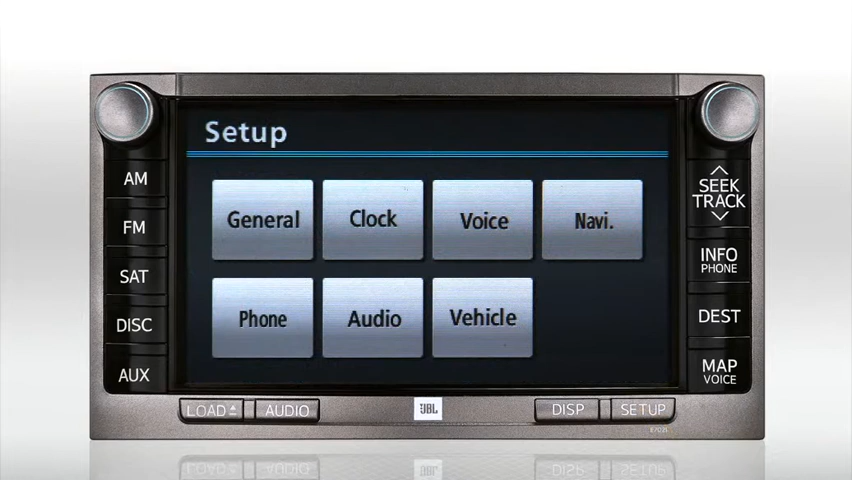 Setup
General Clock Voice Navi.
Phone Audio Vehicle
AM
FM
SAT
DISC
AUX
SEEK
TRACK
INFO
PHONE
DEST
MAP
VOICE
LOAD
AUDIO
JBL
DISP
SETUP
E7021